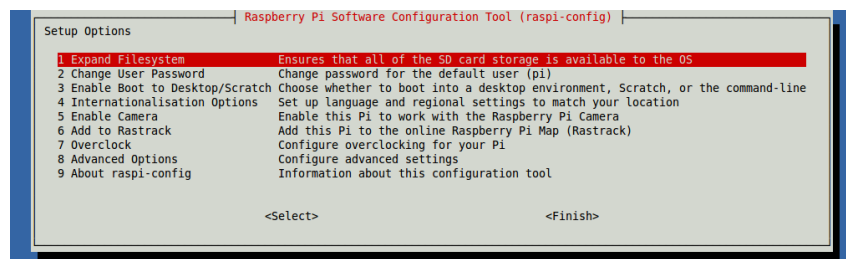 Raspberry Pi Software Configuration Tool (raspi-config)
Setup Options
1 Expand Filesystem Ensures that all of the SD card storage is available to the OS
2 Change User Password Change password for the default user (pi)
3 Enable Boot to Desktop/Scratch Choose whether to boot into a desktop environment, Scratch, or the command-line
4 Internationalisation Options Set up language and regional settings to match your location
5 Enable Camera Enable this Pi to work with the Raspberry Pi Camera
6 Add to Rastrack Add this Pi to the online Raspberry Pi Map (Rastrack)
7 Overclock Configure overclocking for your Pi
8 Advanced Options Configure advanced settings
9 About raspi-config Information about this configuration tool
<Select> <Finish>